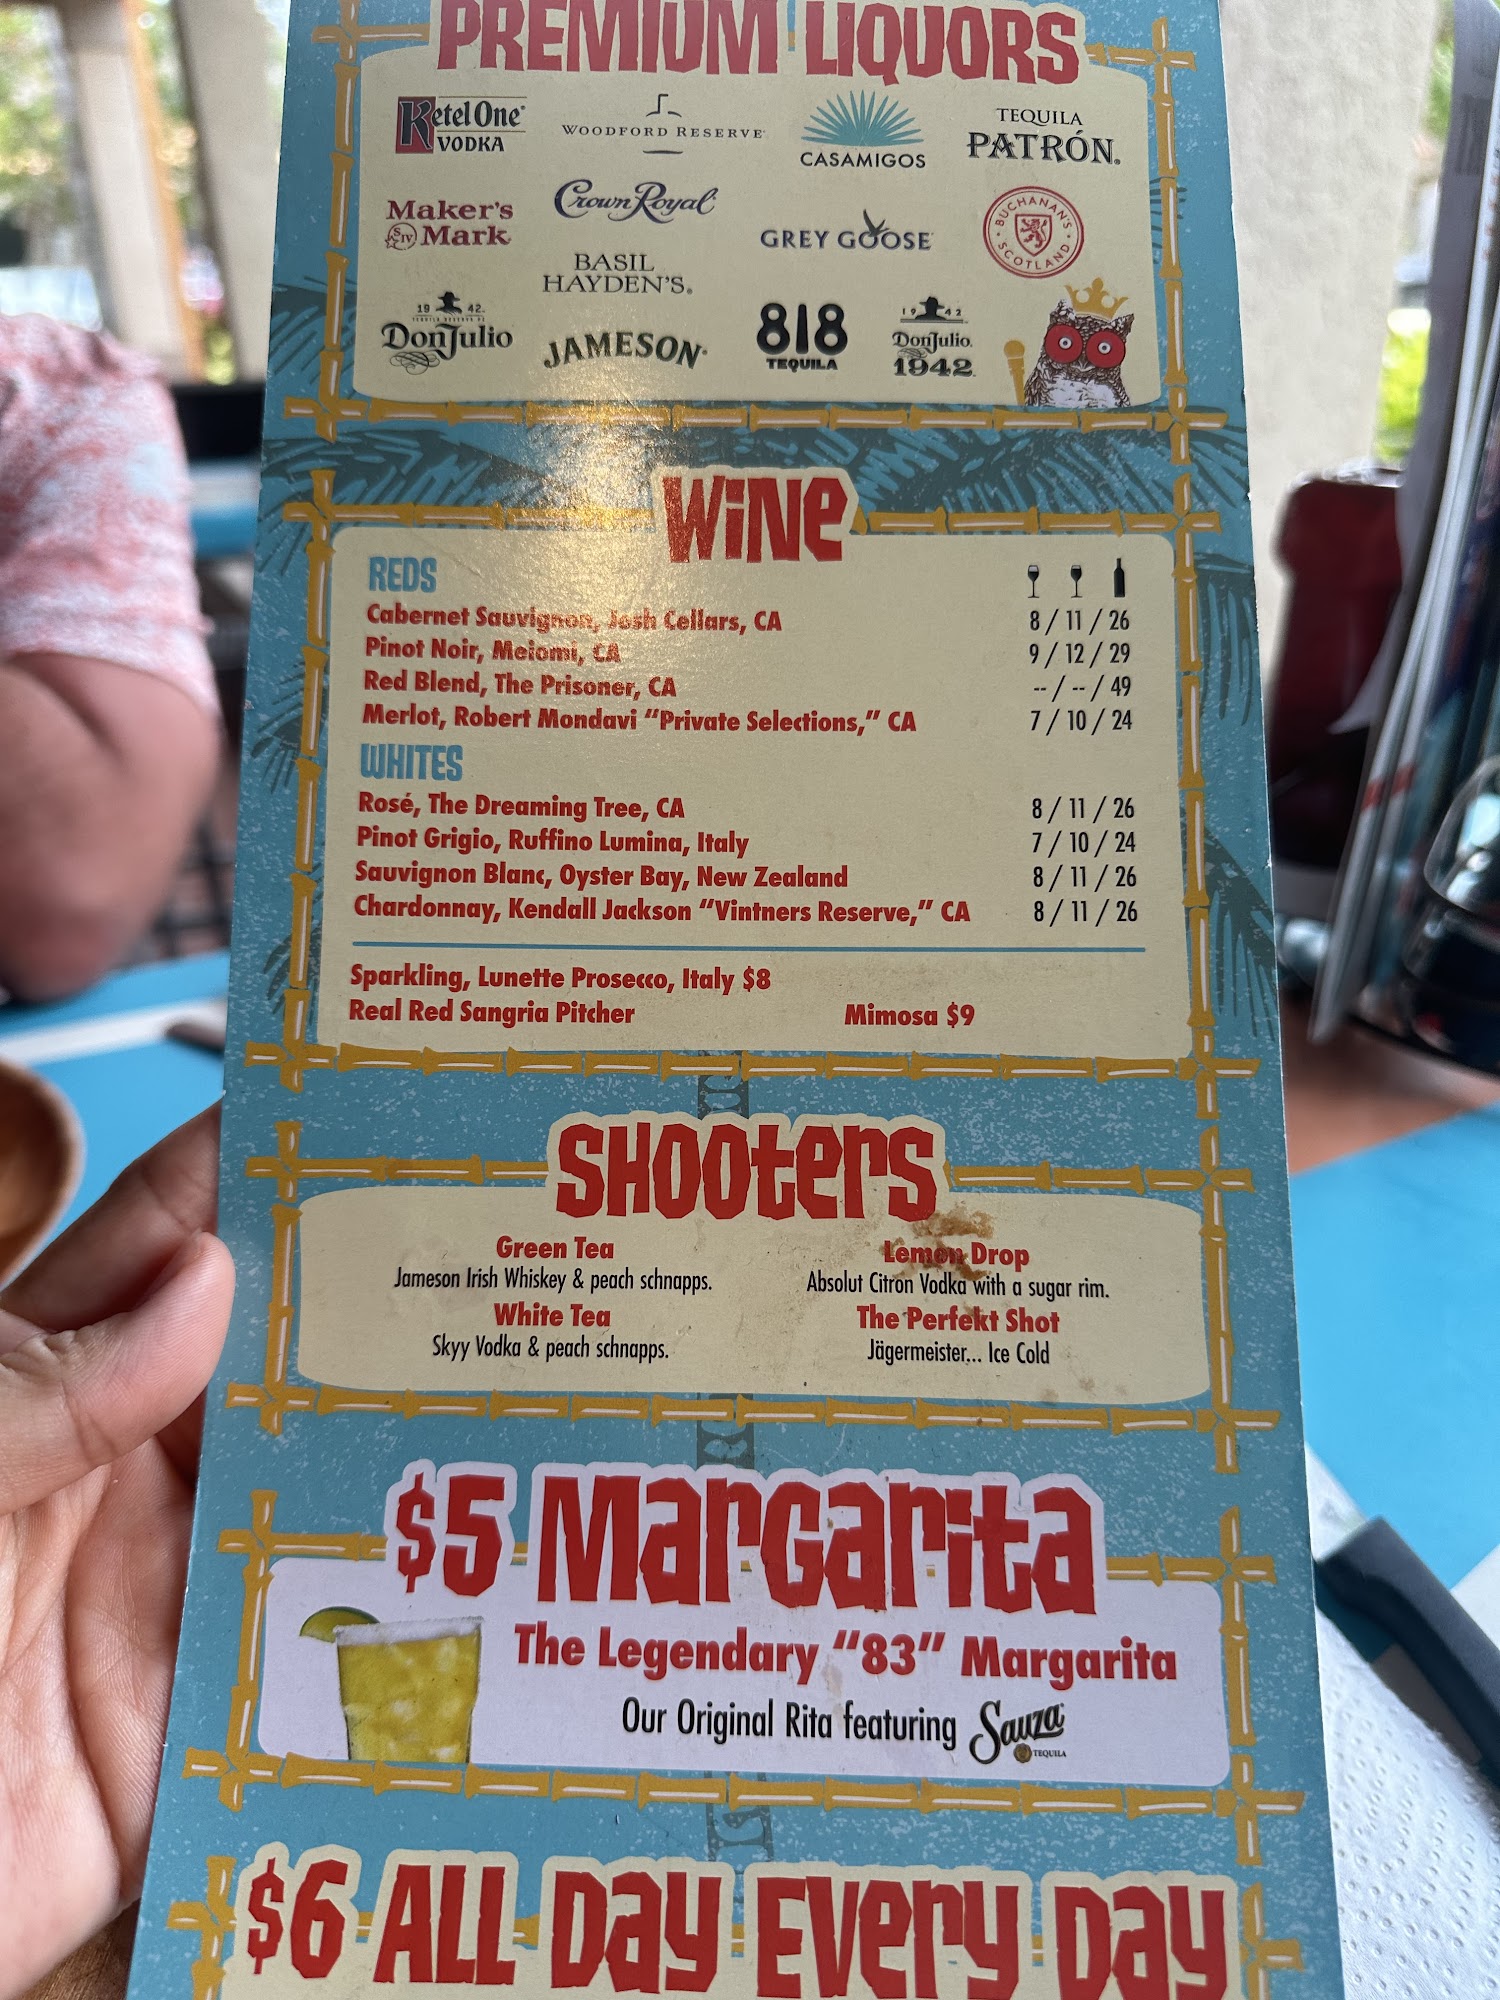 PREMIUM LIQUORS
Ketel One
VODKA
WOODFORD RESERVE
CASAMIGOS
TEQUILA
PATRÓN
Maker's
SIV Mark
Crown Royal
GREY GOOSE
BUCHANAN'S
SCOTLAND
BASIL
HAYDEN'S
19 42
Don Julio
JAMESON
818
TEQUILA
1942
Don Julio
1942
WINE
REDS
Cabernet Sauvignon, Josh Cellars, CA 8 / 11 / 26
Pinot Noir, Meiomi, CA 9 / 12 / 29
Red Blend, The Prisoner, CA -- / -- / 49
Merlot, Robert Mondavi “Private Selections,” CA 7 / 10 / 24
WHITES
Rosé, The Dreaming Tree, CA 8 / 11 / 26
Pinot Grigio, Ruffino Lumina, Italy 7 / 10 / 24
Sauvignon Blanc, Oyster Bay, New Zealand 8 / 11 / 26
Chardonnay, Kendall Jackson “Vintners Reserve,” CA 8 / 11 / 26
Sparkling, Lunette Prosecco, Italy $8
Real Red Sangria Pitcher Mimosa $9
SHOOTERS
Green Tea
Jameson Irish Whiskey & peach schnapps.
White Tea
Skyy Vodka & peach schnapps.
Lemon Drop
Absolut Citron Vodka with a sugar rim.
The Perfekt Shot
Jägermeister... Ice Cold
$5 Margarita
The Legendary “83” Margarita
Our Original Rita featuring Sauza
TEQUILA
$6 ALL Day Every Day